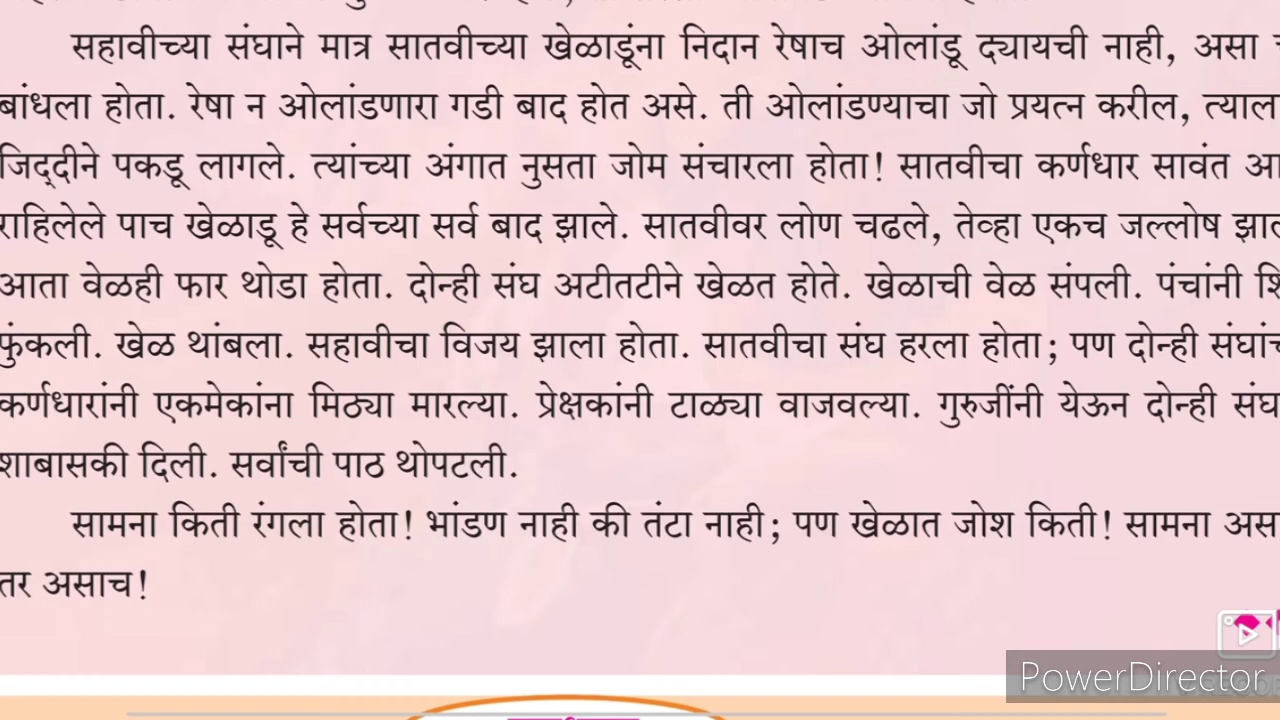 सहावीच्या संघाने मात्र सातवीच्या खेळाडूंना निदान रेषाच ओलांडू द्यायची नाही, असा
बांधला होता. रेषा न ओलांडणारा गडी बाद होत असे. ती ओलांडण्याचा जो प्रयत्न करील,
जिद्दीने पकडू लागले. त्यांच्या अंगात नुसता जोम संचारला होता! सातवीचा कर्णधार सावंत
राहिलेले पाच खेळाडू हे सर्वच्या सर्व बाद झाले. सातवीवर लोण चढले, तेव्हा एकच जल्लोष
आता वेळही फार थोडा होता. दोन्ही संघ अटीतटीने खेळत होते. खेळाची वेळ संपली. पंचांनी
फुंकली. खेळ थांबला. सहावीचा विजय झाला होता. सातवीचा संघ हरला होता; पण दोन्ही
कर्णधारांनी एकमेकांना मिठ्या मारल्या. प्रेक्षकांनी टाळ्या वाजवल्या. गुरुजींनी येऊन दोन्ही
शाबासकी दिली. सर्वांची पाठ थोपटली.
सामना किती रंगला होता! भांडण नाही की तंटा नाही; पण खेळात जोश किती! सामना
तर असाच!
PowerDirector